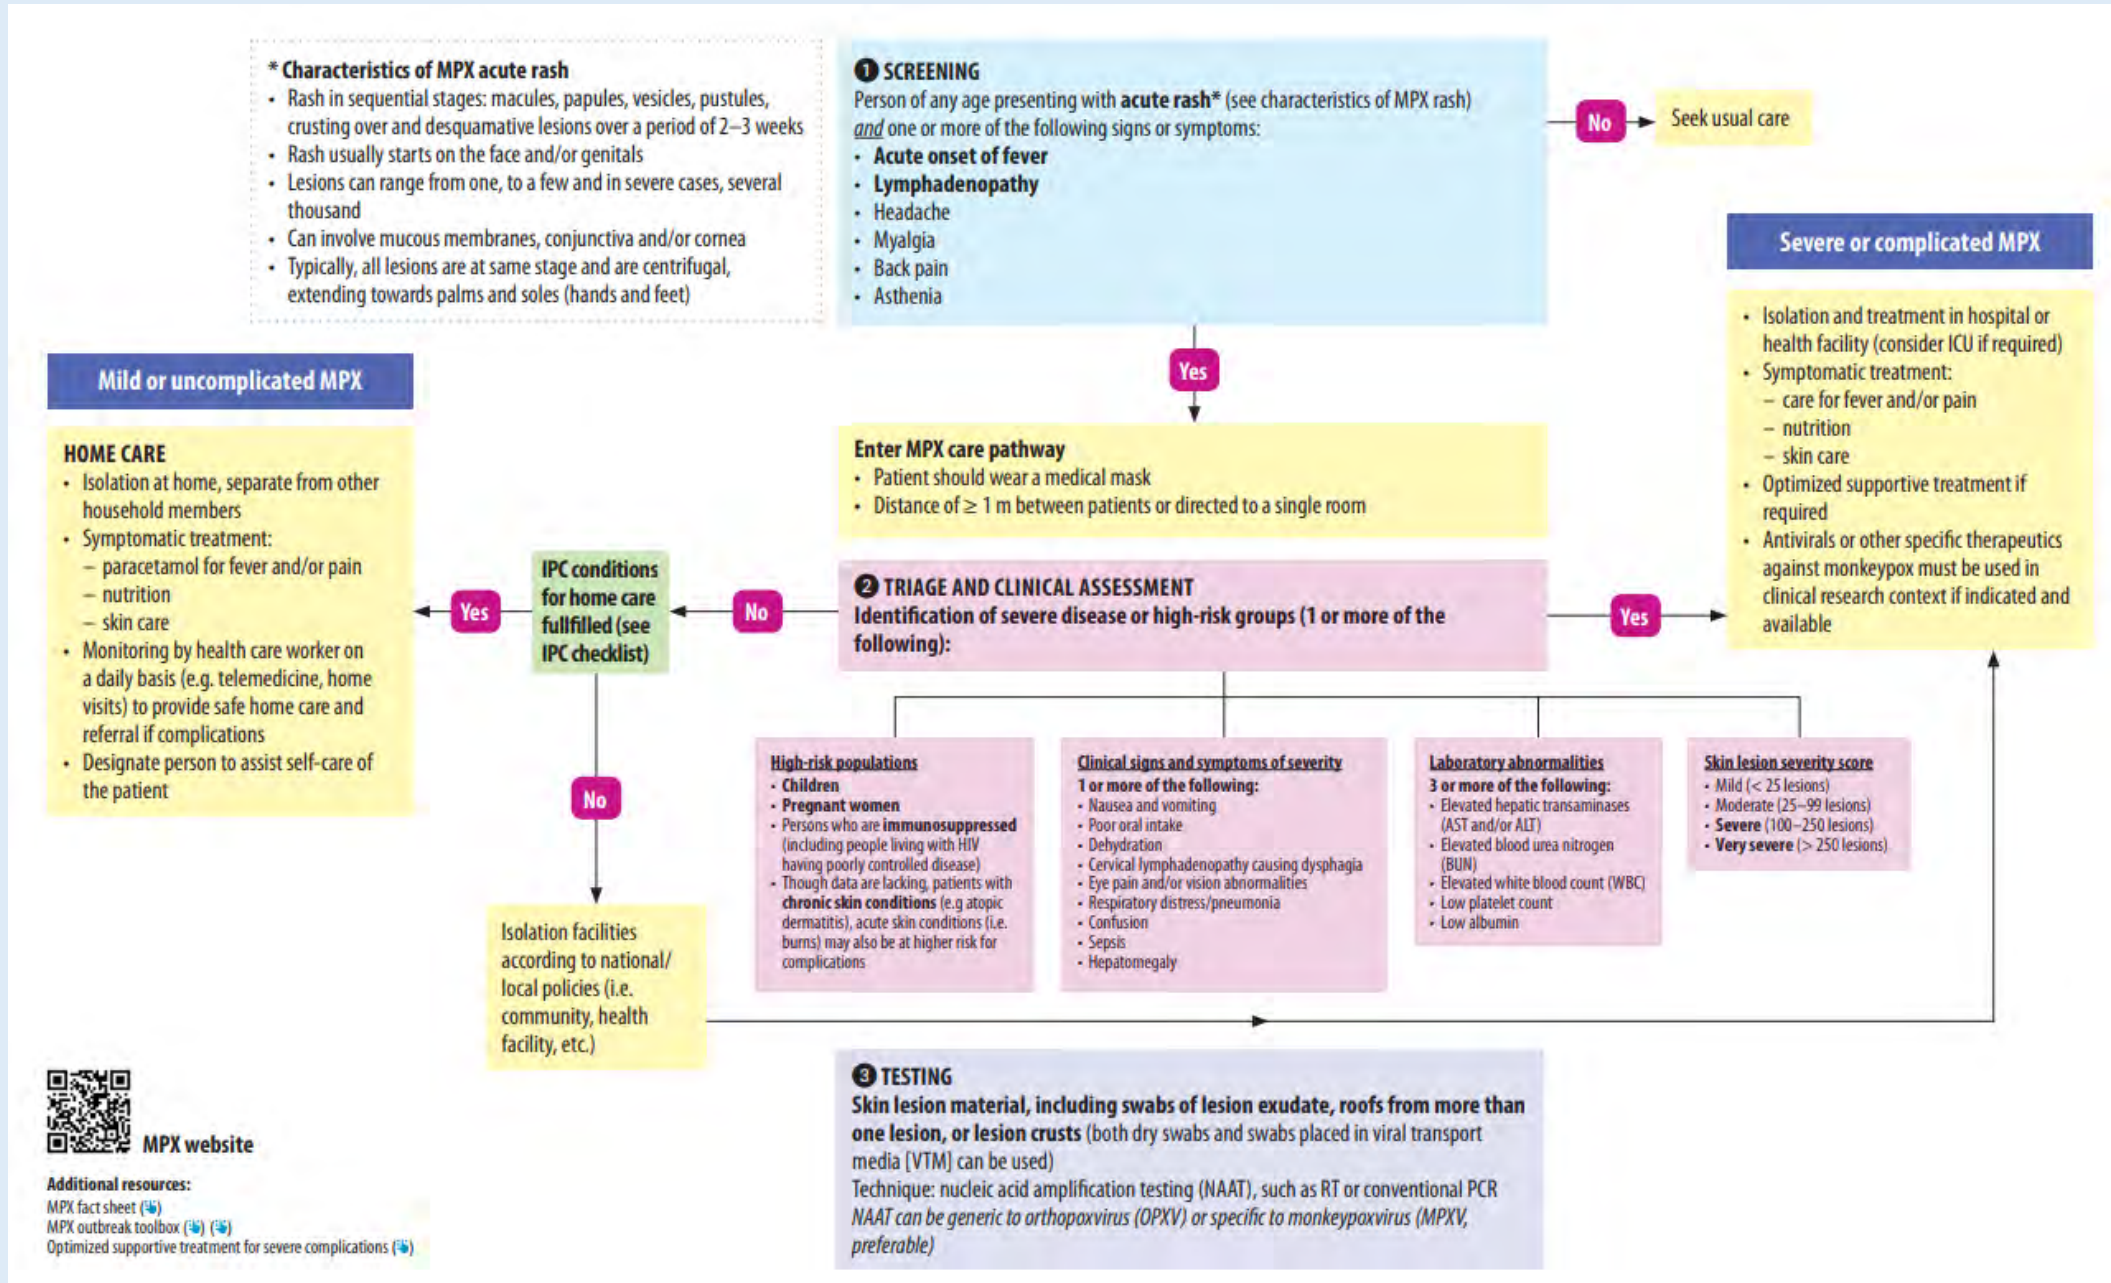 * Characteristics of MPX acute rash
• Rash in sequential stages: macules, papules, vesicles, pustules,
crusting over and desquamative lesions over a period of 2–3 weeks
• Rash usually starts on the face and/or genitals
• Lesions can range from one, to a few and in severe cases, several
thousand
• Can involve mucous membranes, conjunctiva and/or cornea
• Typically, all lesions are at same stage and are centrifugal,
extending towards palms and soles (hands and feet)
1 SCREENING
Person of any age presenting with acute rash* (see characteristics of MPX rash)
and one or more of the following signs or symptoms:
• Acute onset of fever
• Lymphadenopathy
• Headache
• Myalgia
• Back pain
• Asthenia
No
Seek usual care
Yes
Enter MPX care pathway
• Patient should wear a medical mask
• Distance of ≥ 1 m between patients or directed to a single room
2 TRIAGE AND CLINICAL ASSESSMENT
Identification of severe disease or high-risk groups (1 or more of the
following):
Yes
Severe or complicated MPX
• Isolation and treatment in hospital or
health facility (consider ICU if required)
• Symptomatic treatment:
– care for fever and/or pain
– nutrition
– skin care
• Optimized supportive treatment if
required
• Antivirals or other specific therapeutics
against monkeypox must be used in
clinical research context if indicated and
available
No
IPC conditions
for home care
fullfilled (see
IPC checklist)
Yes
Mild or uncomplicated MPX
HOME CARE
• Isolation at home, separate from other
household members
• Symptomatic treatment:
– paracetamol for fever and/or pain
– nutrition
– skin care
• Monitoring by health care worker on
a daily basis (e.g. telemedicine, home
visits) to provide safe home care and
referral if complications
• Designate person to assist self-care of
the patient
No
Isolation facilities
according to national/
local policies (i.e.
community, health
facility, etc.)
High-risk populations
• Children
• Pregnant women
• Persons who are immunosuppressed
(including people living with HIV
having poorly controlled disease)
• Though data are lacking, patients with
chronic skin conditions (e.g atopic
dermatitis), acute skin conditions (i.e.
burns) may also be at higher risk for
complications
Clinical signs and symptoms of severity
1 or more of the following:
• Nausea and vomiting
• Poor oral intake
• Dehydration
• Cervical lymphadenopathy causing dysphagia
• Eye pain and/or vision abnormalities
• Respiratory distress/pneumonia
• Confusion
• Sepsis
• Hepatomegaly
Laboratory abnormalities
3 or more of the following:
• Elevated hepatic transaminases
(AST and/or ALT)
• Elevated blood urea nitrogen
(BUN)
• Elevated white blood count (WBC)
• Low platelet count
• Low albumin
Skin lesion severity score
• Mild (< 25 lesions)
• Moderate (25–99 lesions)
• Severe (100–250 lesions)
• Very severe (> 250 lesions)
3 TESTING
Skin lesion material, including swabs of lesion exudate, roofs from more than
one lesion, or lesion crusts (both dry swabs and swabs placed in viral transport
media [VTM] can be used)
Technique: nucleic acid amplification testing (NAAT), such as RT or conventional PCR
NAAT can be generic to orthopoxvirus (OPXV) or specific to monkeypoxvirus (MPXV,
preferable)
MPX website
Additional resources:
MPX fact sheet ()
MPX outbreak toolbox () ()
Optimized supportive treatment for severe complications ()